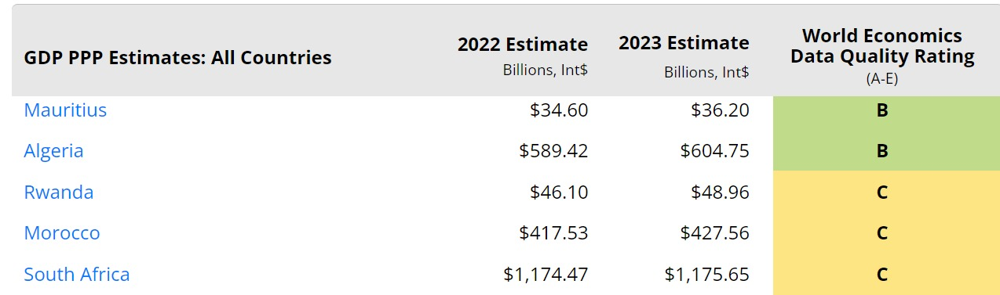 GDP PPP Estimates: All Countries 2022 Estimate Billions, Int$ 2023 Estimate Billions, Int$ World Economics Data Quality Rating (A-E)
Mauritius $34.60 $36.20 B
Algeria $589.42 $604.75 B
Rwanda $46.10 $48.96 C
Morocco $417.53 $427.56 C
South Africa $1,174.47 $1,175.65 C